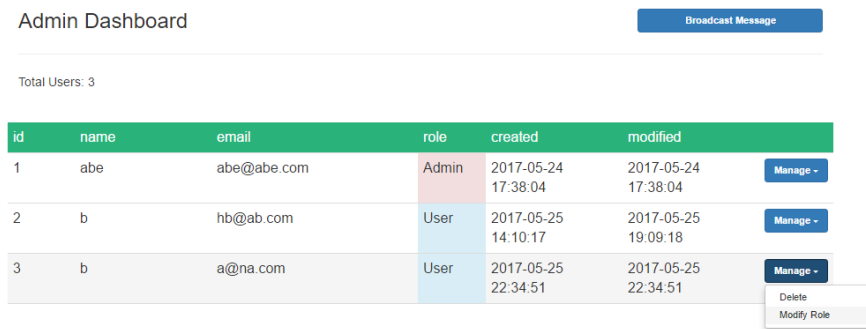 Admin Dashboard
Broadcast Message
Total Users: 3
id name email role created modified
1 abe abe@abe.com Admin 2017-05-24 2017-05-24 Manage
17:38:04 17:38:04
2 b hb@ab.com User 2017-05-25 2017-05-25 Manage
14:10:17 19:09:18
3 b a@na.com User 2017-05-25 2017-05-25 Manage
22:34:51 22:34:51
Delete
Modify Role